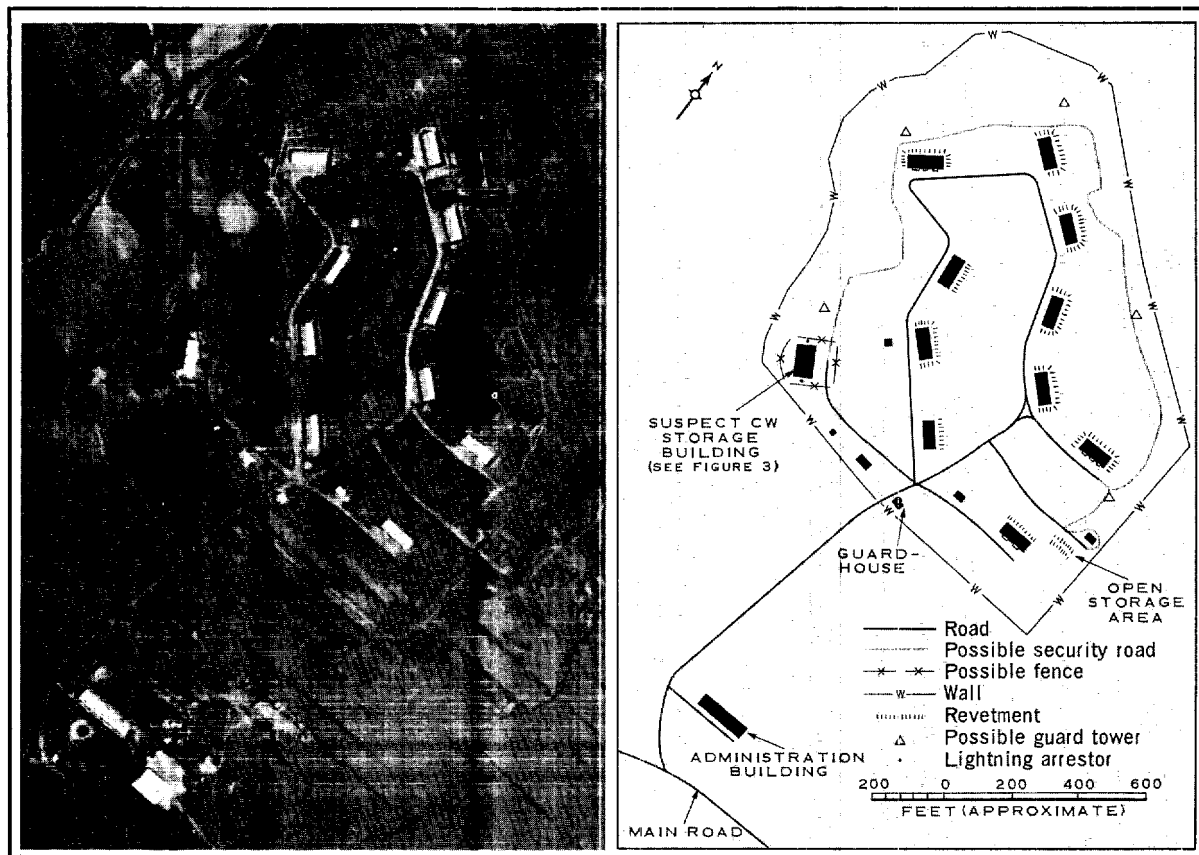 N
W
W
W
W
W
W
W
SUSPECT CW
STORAGE
BUILDING
(SEE FIGURE 3)
W
W
W
GUARD-
HOUSE
W
W
OPEN
STORAGE
AREA
W
Road
Possible security road
Possible fence
W Wall
Revetment
Possible guard tower
Lightning arrestor
ADMINISTRATION
BUILDING
200 0 200 400 600
FEET (APPROXIMATE)
MAIN ROAD